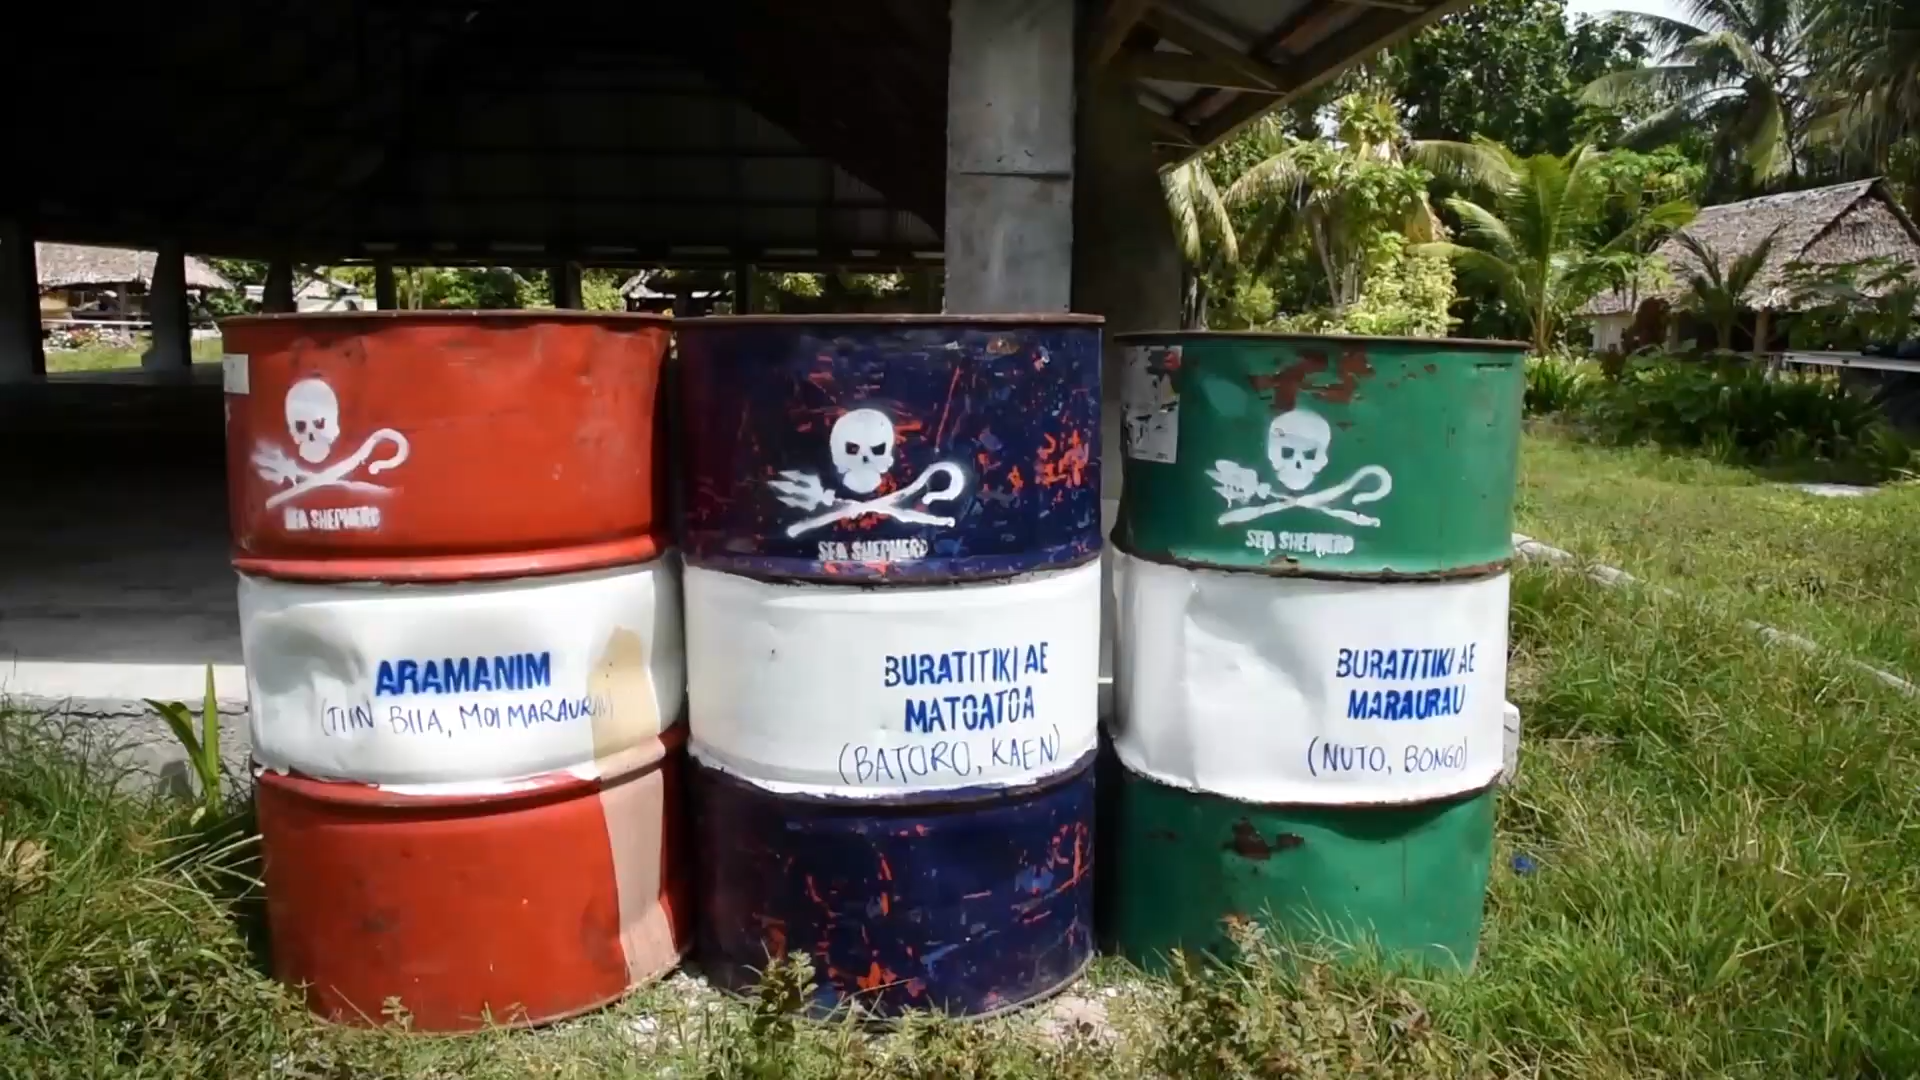 SEA SHEPHERD
ARAMANIM
(TIIN BIIA, MOI MARAURAU)
SEA SHEPHERD
BURATITIKI AE
MATOATOA
(BATORO, KAEN)
SEA SHEPHERD
BURATITIKI AE
MARAURAU
(NUTO, BONGO)